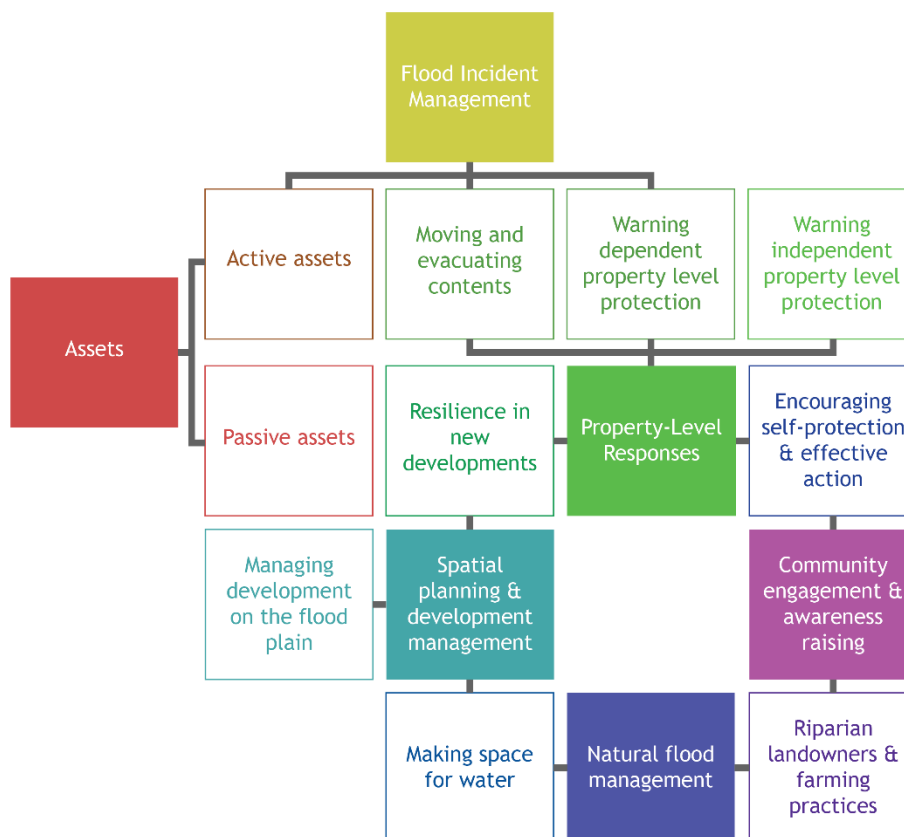 Flood Incident
Management
Active assets
Moving and
evacuating
contents
Warning
dependent
property level
protection
Warning
independent
property level
protection
Assets
Passive assets
Resilience in
new
developments
Property-Level
Responses
Encouraging
self-protection
& effective
action
Managing
development
on the flood
plain
Spatial
planning &
development
management
Community
engagement &
awareness
raising
Making space
for water
Natural flood
management
Riparian
landowners &
farming
practices